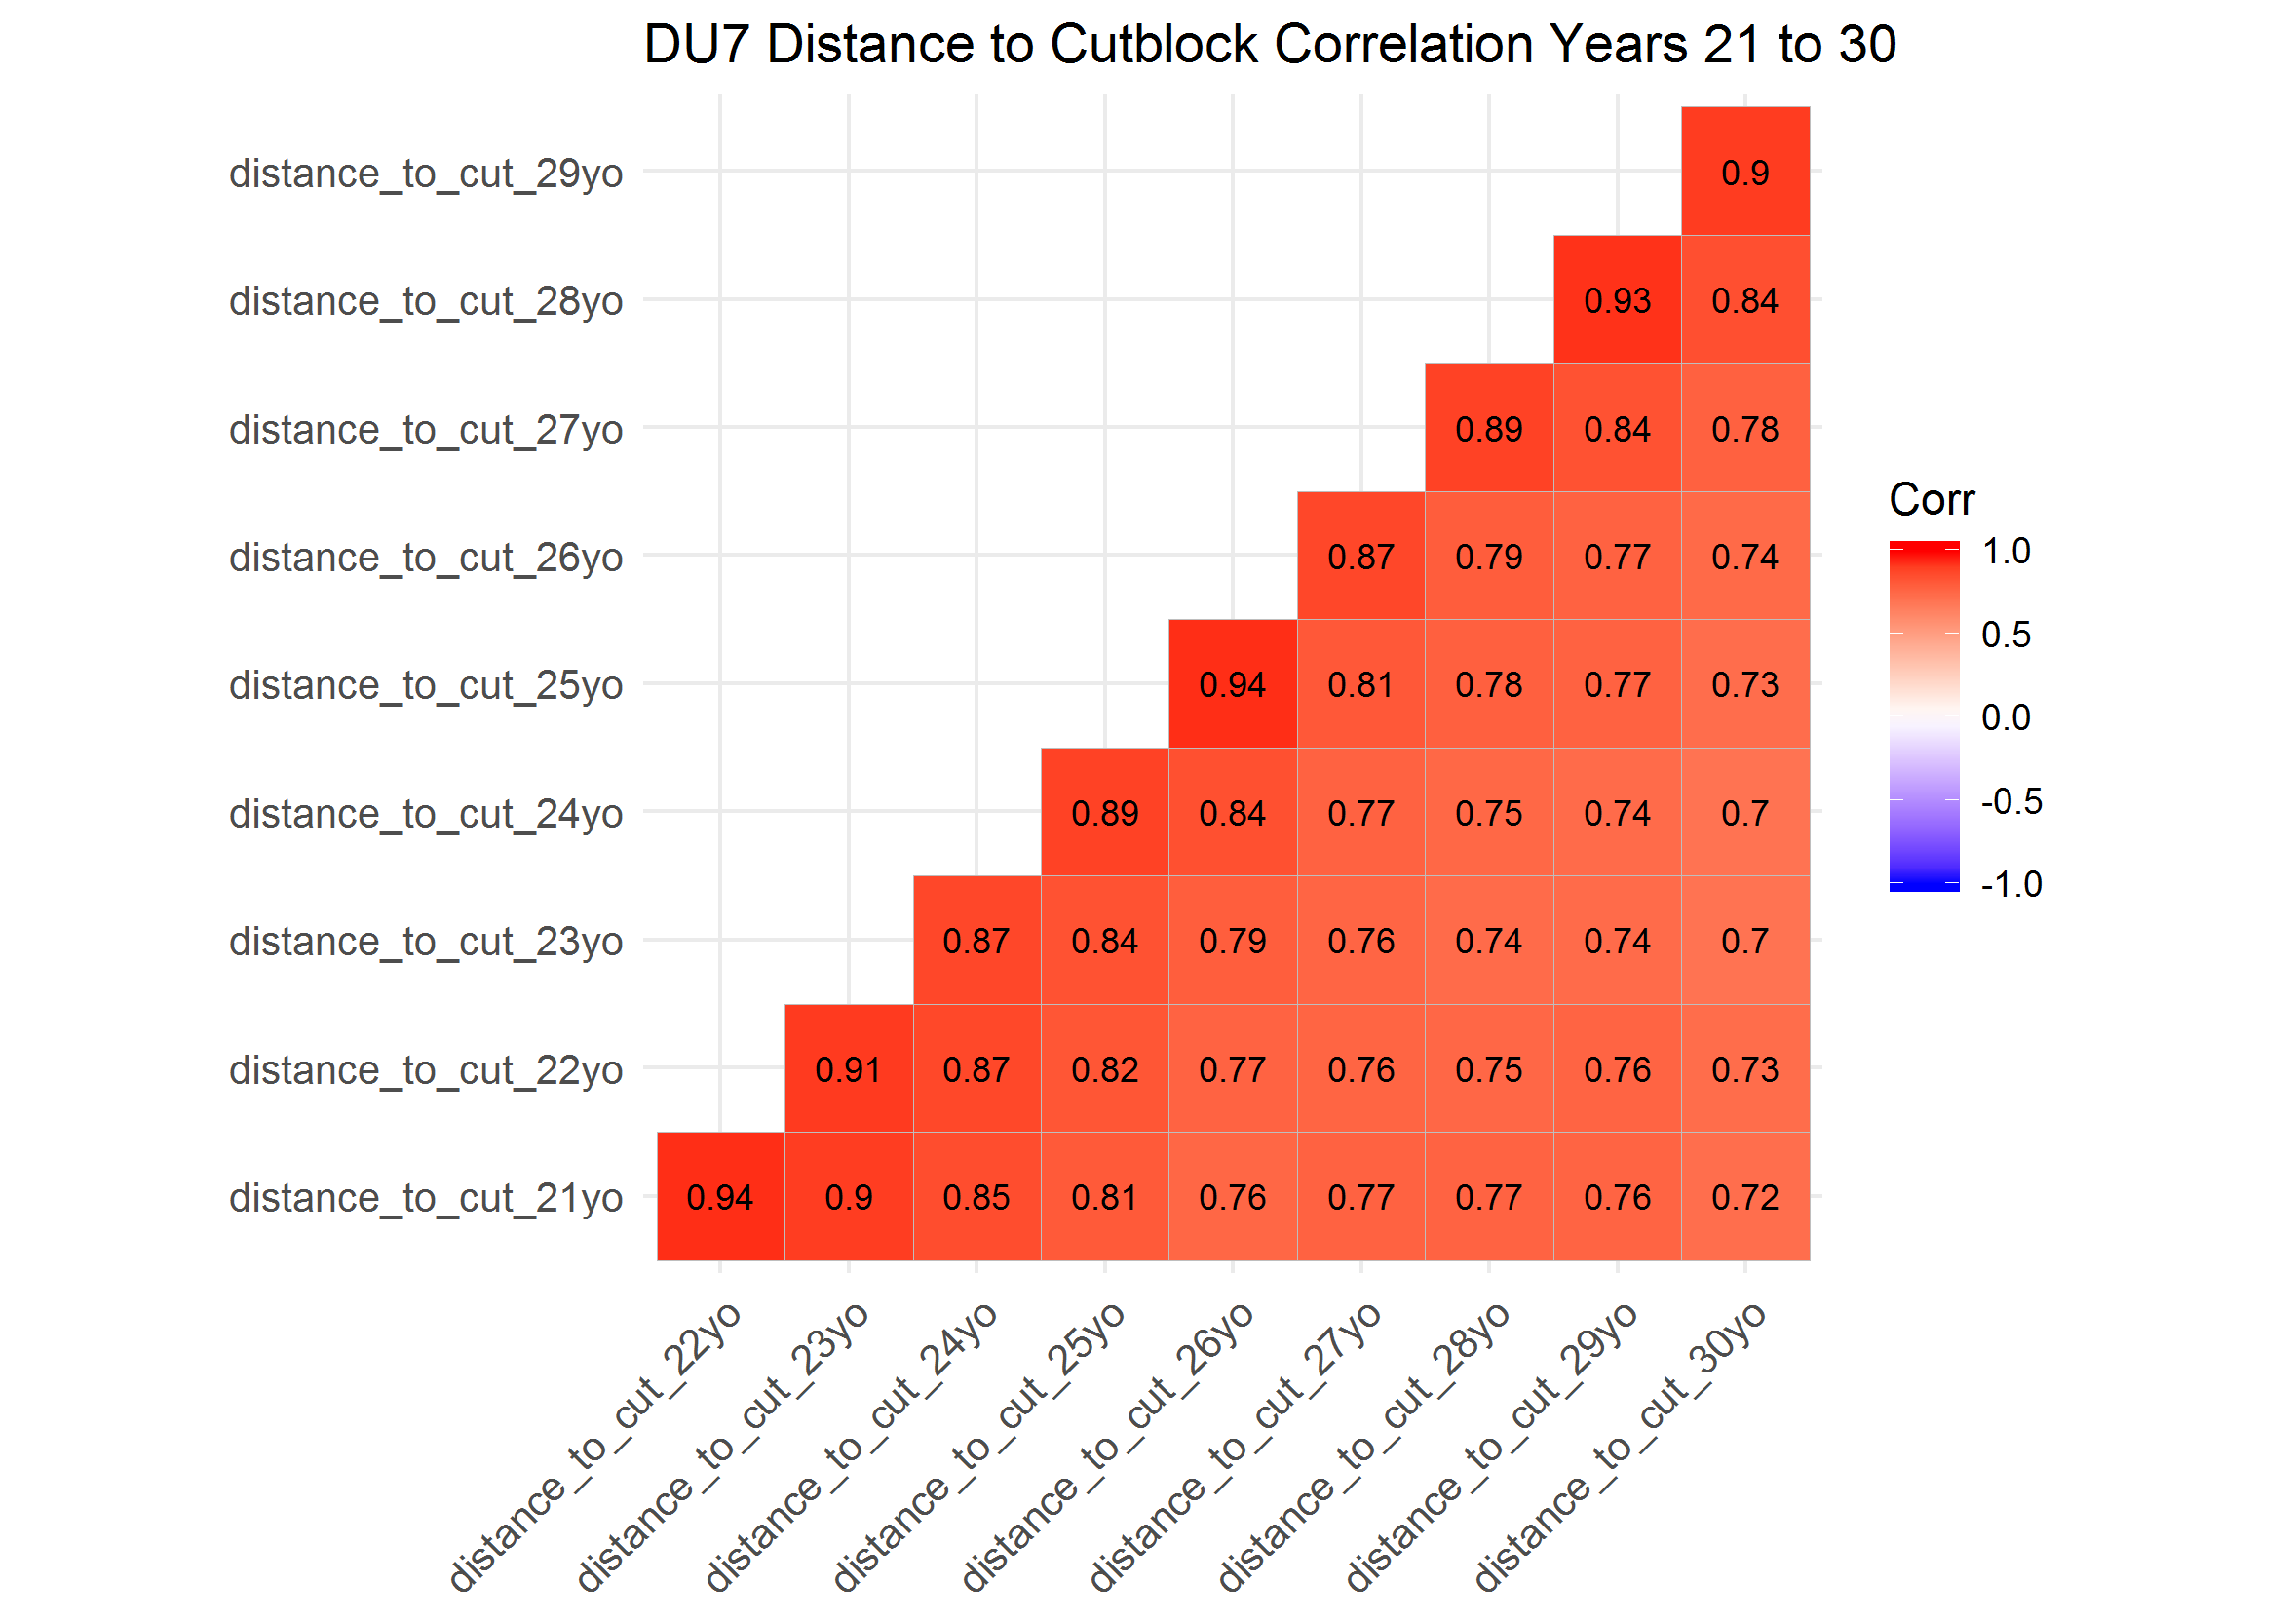 DU7 Distance to Cutblock Correlation Years 21 to 30
distance_to_cut_29yo 0.9
distance_to_cut_28yo 0.93 0.84
distance_to_cut_27yo 0.89 0.84 0.78
distance_to_cut_26yo 0.87 0.79 0.77 0.74
distance_to_cut_25yo 0.94 0.81 0.78 0.77 0.73
distance_to_cut_24yo 0.89 0.84 0.77 0.75 0.74 0.7
distance_to_cut_23yo 0.87 0.84 0.79 0.76 0.74 0.74 0.7
distance_to_cut_22yo 0.91 0.87 0.82 0.77 0.76 0.75 0.76 0.73
distance_to_cut_21yo 0.94 0.9 0.85 0.81 0.76 0.77 0.77 0.76 0.72
distance_to_cut_22yo
distance_to_cut_23yo
distance_to_cut_24yo
distance_to_cut_25yo
distance_to_cut_26yo
distance_to_cut_27yo
distance_to_cut_28yo
distance_to_cut_29yo
distance_to_cut_30yo
Corr
1.0
0.5
0.0
-0.5
-1.0